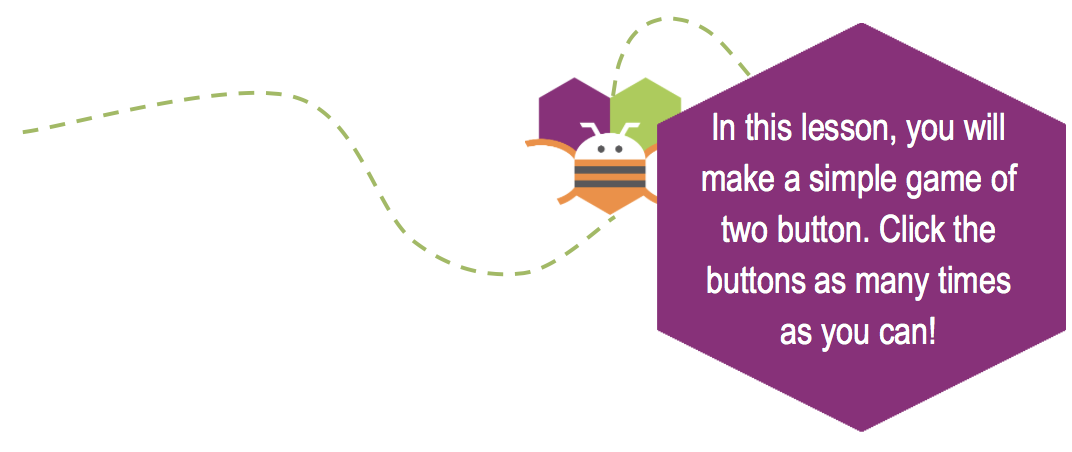 In this lesson, you will
make a simple game of
two button. Click the
buttons as many times
as you can!